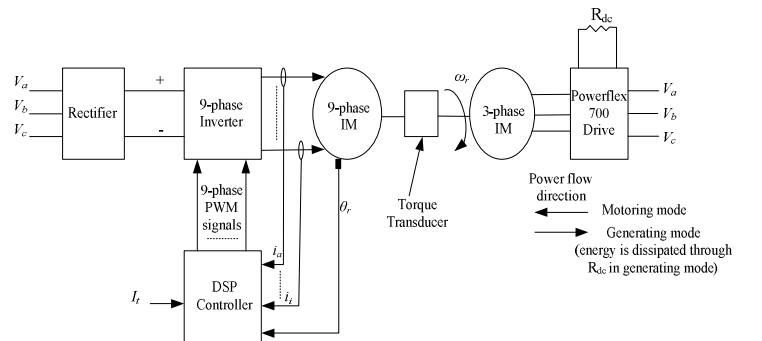 R_dc
V_a
V_b
V_c
Rectifier
+
-
9-phase
Inverter
9-phase
IM
ω_r
3-phase
IM
Powerflex
700
Drive
V_a
V_b
V_c
9-phase
PWM
signals
θ_r
Torque
Transducer
Power flow
direction
Motoring mode
Generating mode
(energy is dissipated through
R_dc in generating mode)
i_a
i_i
I_t
DSP
Controller